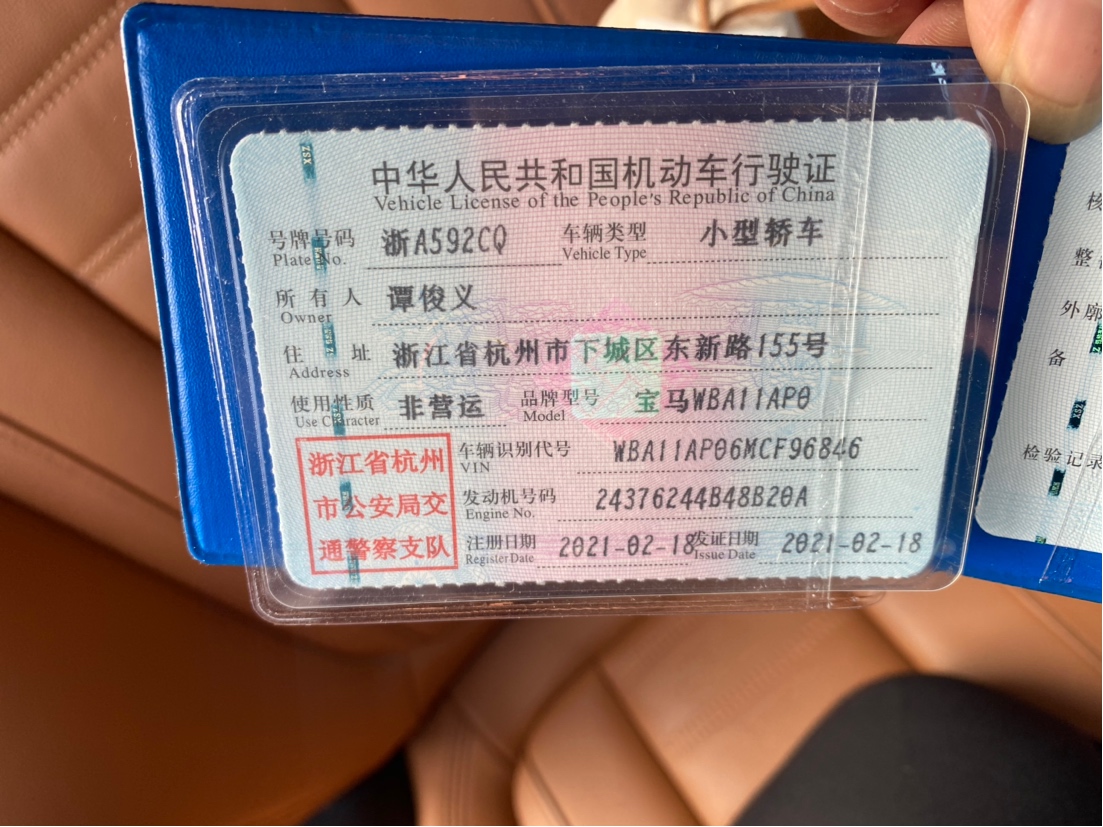 中华人民共和国机动车行驶证
Vehicle License of the People's Republic of China
号牌号码 浙A592CQ 车辆类型 小型轿车
Plate No. Vehicle Type
所有人 谭俊义
Owner
住址 浙江省杭州市下城区东新路155号
Address
使用性质 非营运 品牌型号 宝马WBA11AP0
Use Character Model
浙江省杭州
市公安局交
通警察支队
车辆识别代号 WBA11AP06MCF96846
VIN
发动机号码 24376244B48B20A
Engine No.
注册日期 2021-02-18 发证日期 2021-02-18
Register Date Issue Date
核
整
外廓
备
检验记录